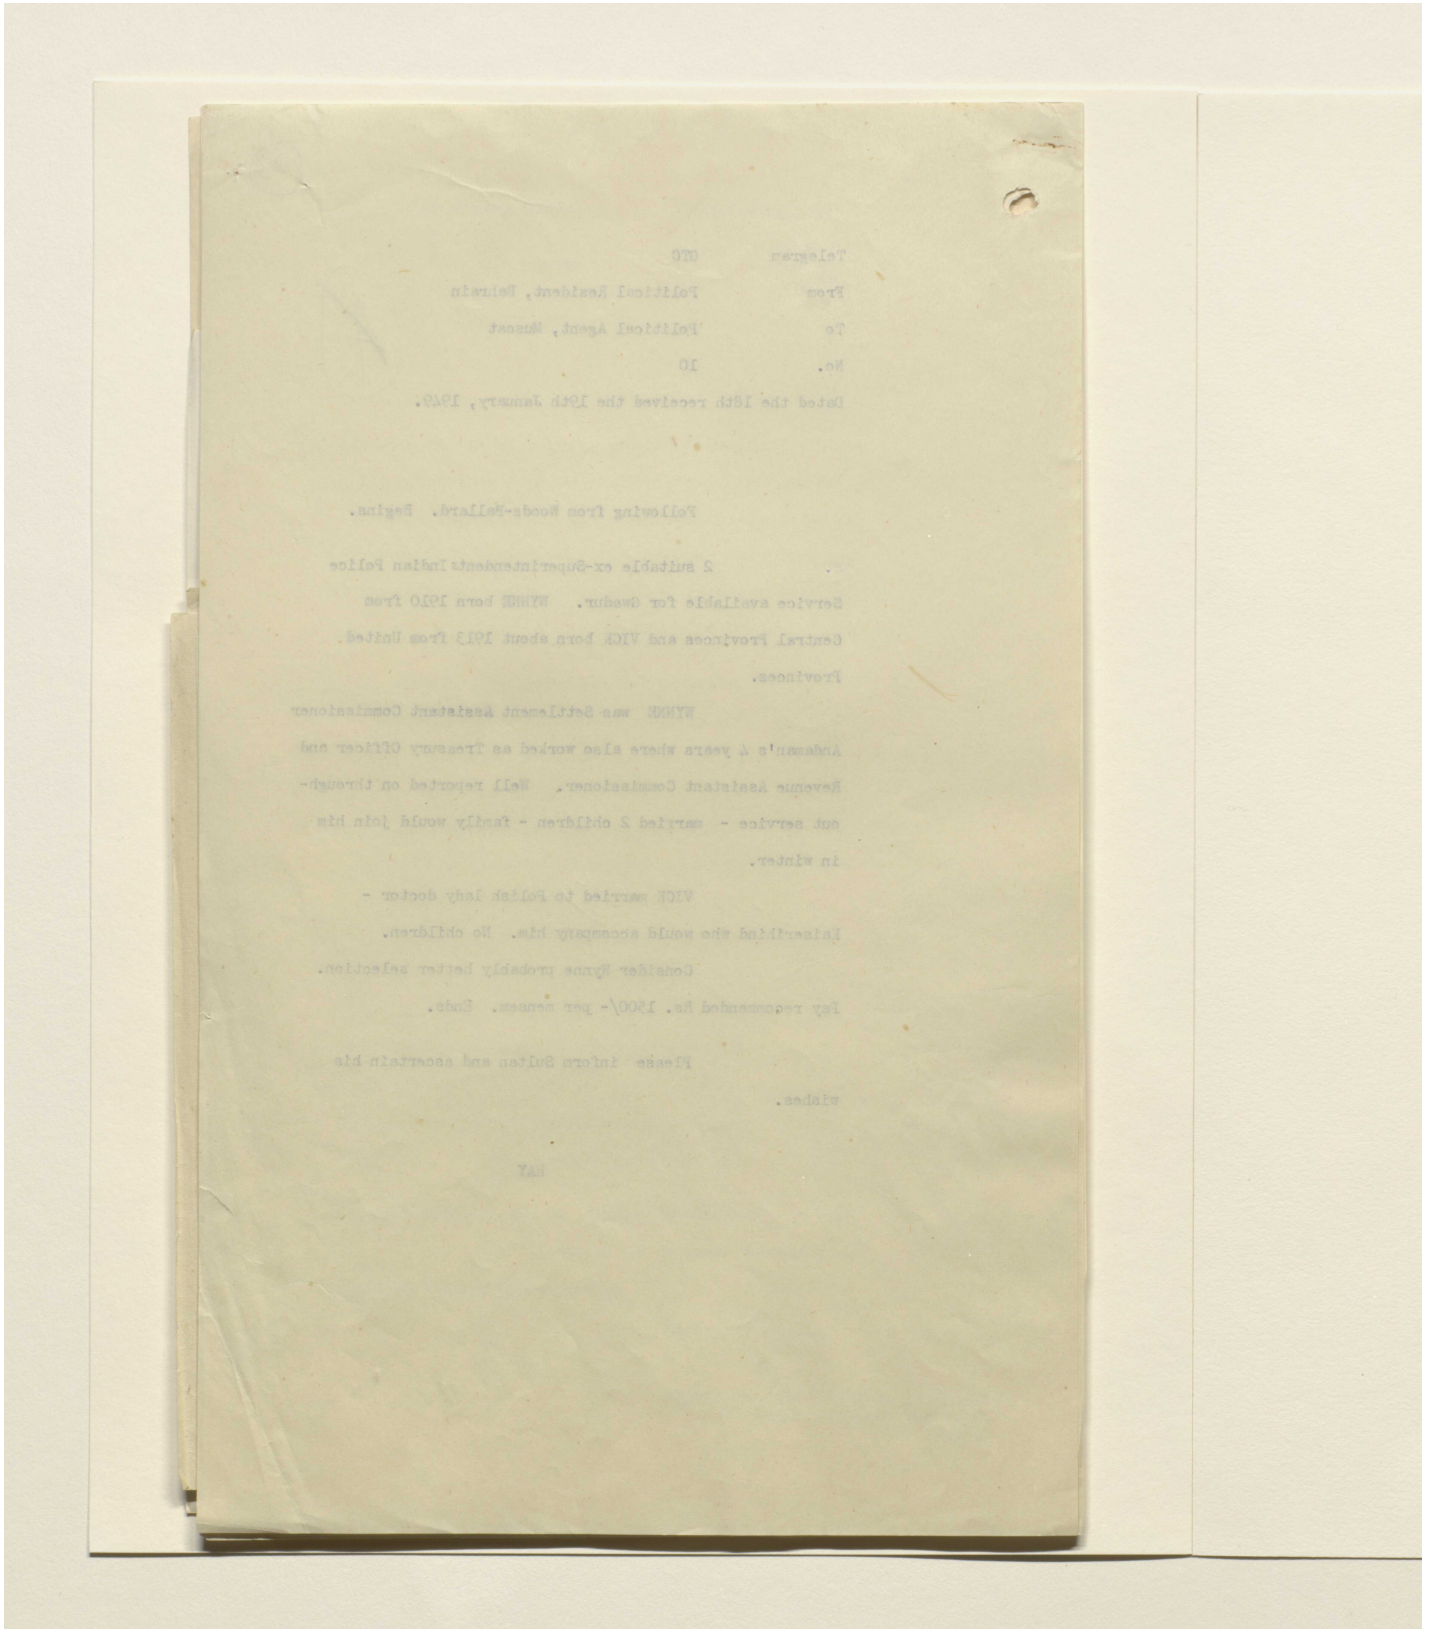 Telegram GTC
From Political Resident, Bahrain
To Political Agent, Muscat
No. 10
Dated the 18th received the 19th January, 1949.
Following from Woods-Ballard. Begins.
2 suitable ex-Superintendents Indian Police
Service available for Gwadur. WYNNE born 1910 from
Central Provinces and VICK born about 1913 from United
Provinces.
WYNNE was Settlement Assistant Commissioner
Andaman's 4 years where also worked as Treasury Officer and
Revenue Assistant Commissioner. Well reported on through-
out service - married 2 children - family would join him
in winter.
VICK married to Polish lady doctor -
Kaiserihind who would accompany him. No children.
Consider Wynne probably better selection.
Pay recommended Rs. 1500/- per mensem. Ends.
Please inform Sultan and ascertain his
wishes.
HAY